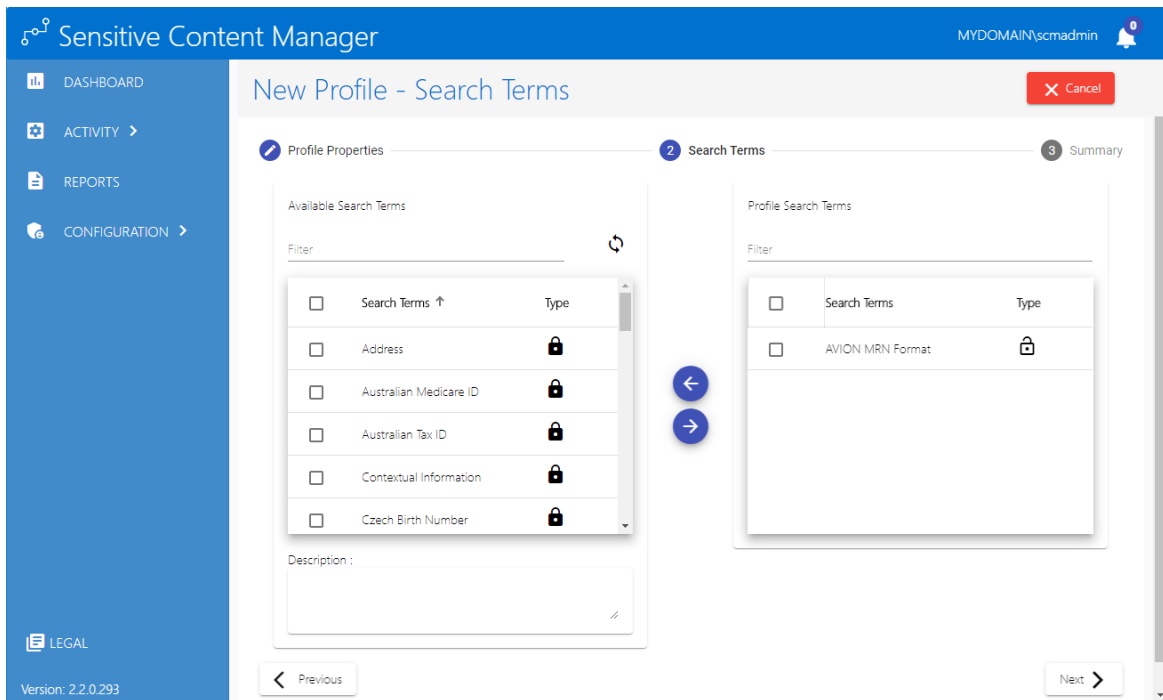 Sensitive Content Manager
MYDOMAIN\scmadmin
0
DASHBOARD
ACTIVITY
REPORTS
CONFIGURATION
LEGAL
Version: 2.2.0.293
New Profile - Search Terms
Cancel
Profile Properties
2 Search Terms
3 Summary
Available Search Terms
Filter
Search Terms Type
Address
Australian Medicare ID
Australian Tax ID
Contextual Information
Czech Birth Number
Description :
Profile Search Terms
Filter
Search Terms Type
AVION MRN Format
Previous
Next